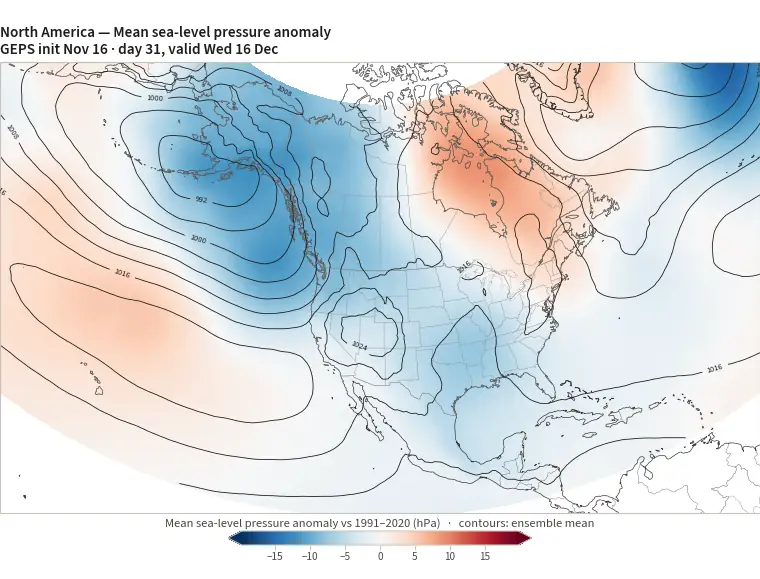 North America — Mean sea-level pressure anomaly
GEPS init Nov 16 · day 31, valid Wed 16 Dec
1000
1008
1008
992
1000
1016
1016
1024
1016
16
Mean sea-level pressure anomaly vs 1991–2020 (hPa) · contours: ensemble mean
−15 −10 −5 0 5 10 15